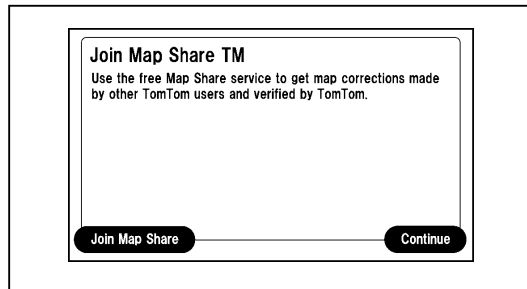 Join Map Share TM
Use the free Map Share service to get map corrections made
by other TomTom users and verified by TomTom.
Join Map Share
Continue